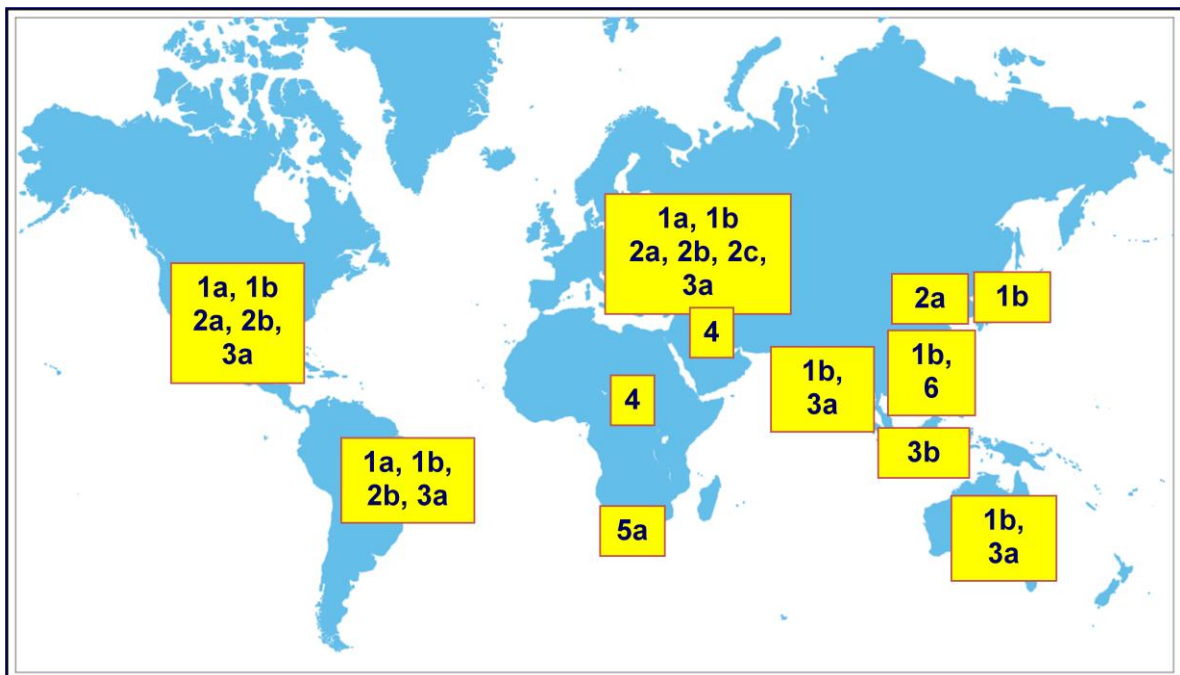 1a, 1b
2a, 2b, 2c,
3a
1a, 1b
2a, 2b,
3a
2a
1b
4
1b,
3a
1b,
6
4
3b
1a, 1b,
2b, 3a
5a
1b,
3a